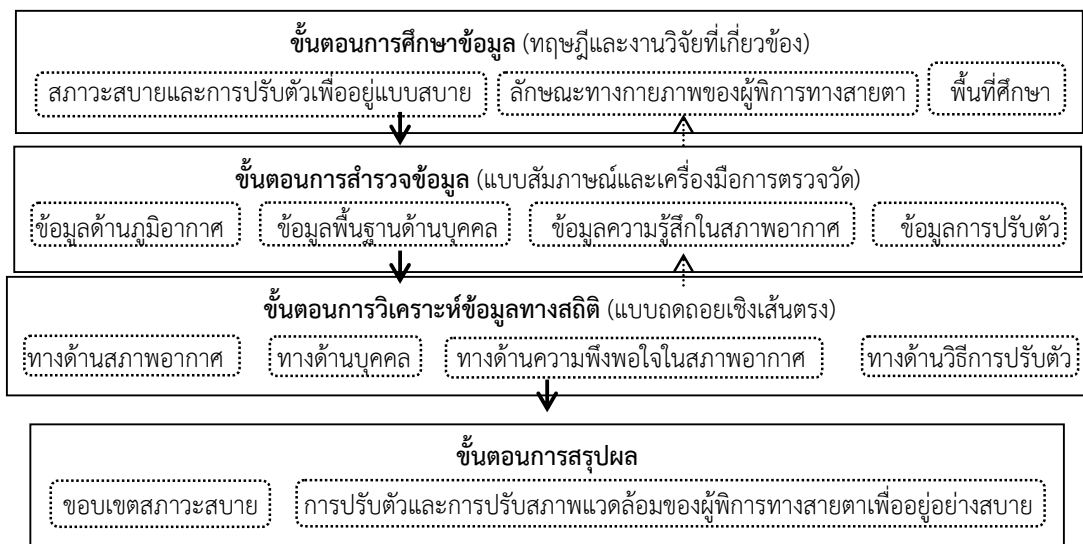 ขั้นตอนการศึกษาข้อมูล (ทฤษฎีและงานวิจัยที่เกี่ยวข้อง)
สภาวะสบายและการปรับตัวเพื่ออยู่แบบสบาย ลักษณะทางกายภาพของผู้พิการทางสายตา พื้นที่ศึกษา
ขั้นตอนการสำรวจข้อมูล (แบบสัมภาษณ์และเครื่องมือการตรวจวัด)
ข้อมูลด้านภูมิอากาศ ข้อมูลพื้นฐานด้านบุคคล ข้อมูลความรู้สึกในสภาพอากาศ ข้อมูลการปรับตัว
ขั้นตอนการวิเคราะห์ข้อมูลทางสถิติ (แบบถดถอยเชิงเส้นตรง)
ทางด้านสภาพอากาศ ทางด้านบุคคล ทางด้านความพึงพอใจในสภาพอากาศ ทางด้านวิธีการปรับตัว
ขั้นตอนการสรุปผล
ขอบเขตสภาวะสบาย การปรับตัวและการปรับสภาพแวดล้อมของผู้พิการทางสายตาเพื่ออยู่อย่างสบาย